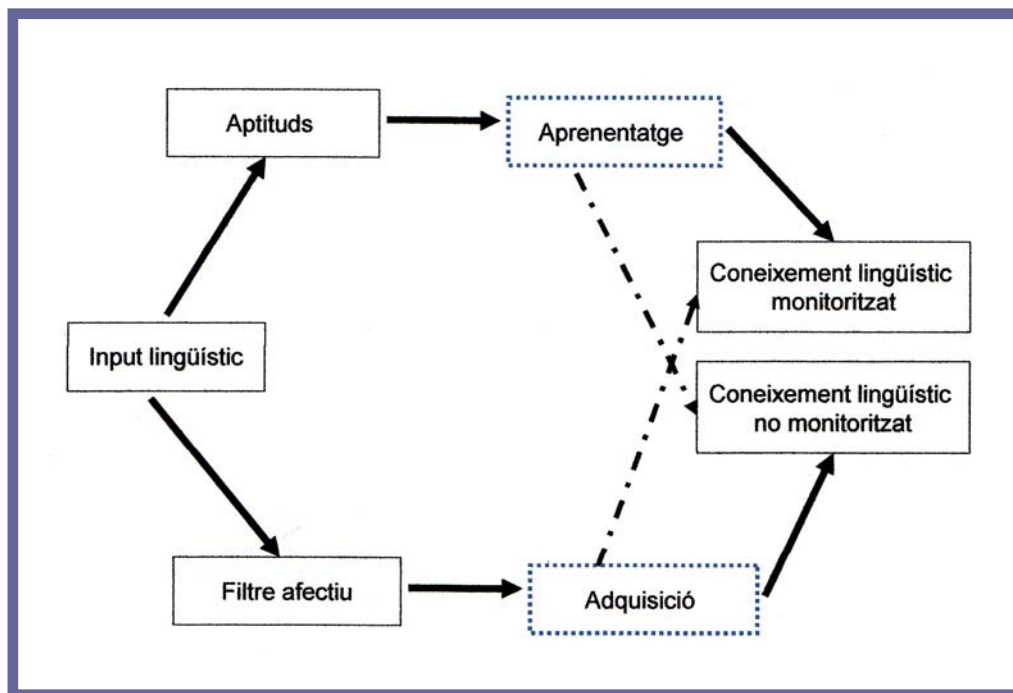 Aptituds
Aprenentatge
Coneixement lingüístic
monitoritzat
Input lingüístic
Coneixement lingüístic
no monitoritzat
Filtre afectiu
Adquisició